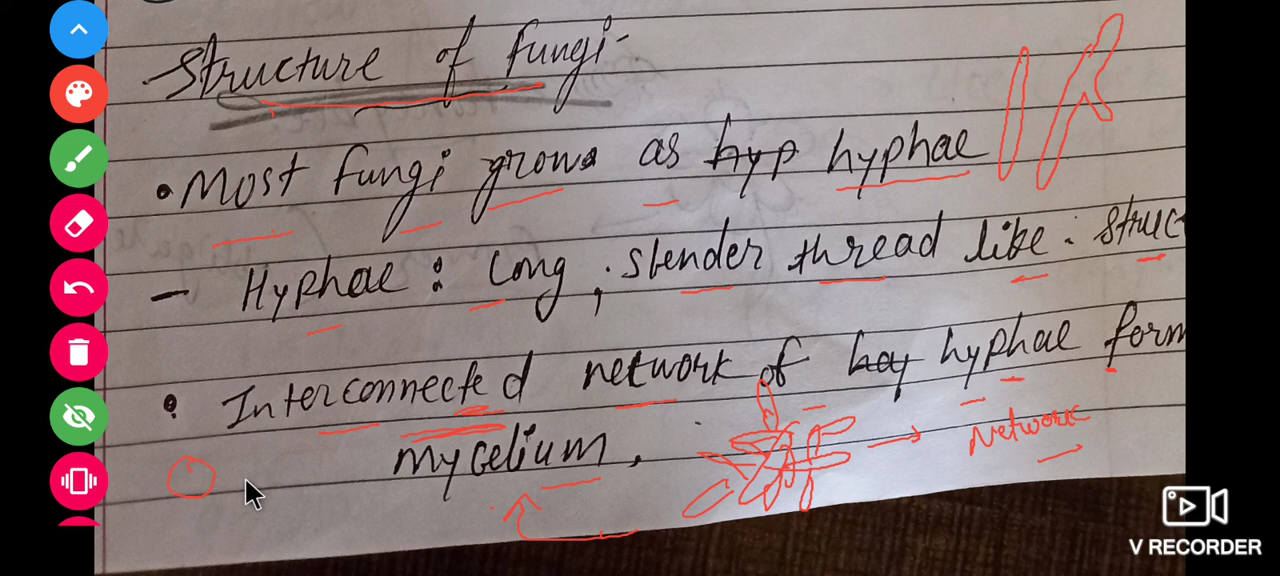 Structure of fungi-
• Most fungi grows as hyp hyphae
- Hyphae : Long, slender thread like struc
• Interconnected network of hay hyphae form
mycelium.
Network
V RECORDER